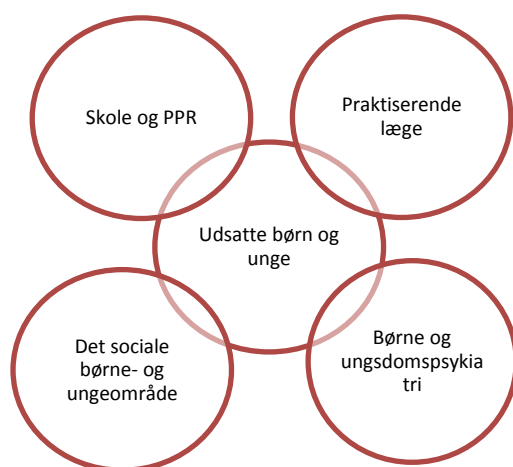 Skole og PPR
Praktiserende
læge
Udsatte børn og
unge
Det sociale
børne- og
ungeområde
Børne og
ungsdomspsykia
tri